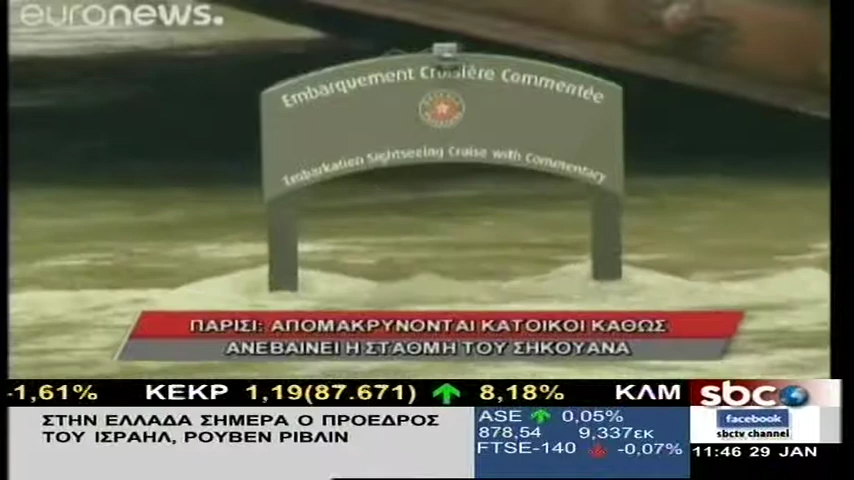 euronews.
Embarquement Croisière Commentée
Embarkation Sightseeing Cruise with Commentary
ΠΑΡΙΣΙ: ΑΠΟΜΑΚΡΥΝΟΝΤΑΙ ΚΑΤΟΙΚΟΙ ΚΑΘΩΣ
ΑΝΕΒΑΙΝΕΙ Η ΣΤΑΘΜΗ ΤΟΥ ΣΗΚΟΥΑΝΑ
-1,61% ΚΕΚΡ 1,19(87.671) 8,18% ΚΛΜ
sbc
facebook
sbctv channel
ΣΤΗΝ ΕΛΛΑΔΑ ΣΗΜΕΡΑ Ο ΠΡΟΕΔΡΟΣ
ΤΟΥ ΙΣΡΑΗΛ, ΡΟΥΒΕΝ ΡΙΒΛΙΝ
ASE 0,05%
878,54 9,337εκ
FTSE-140 -0,07%
11:46 29 JAN